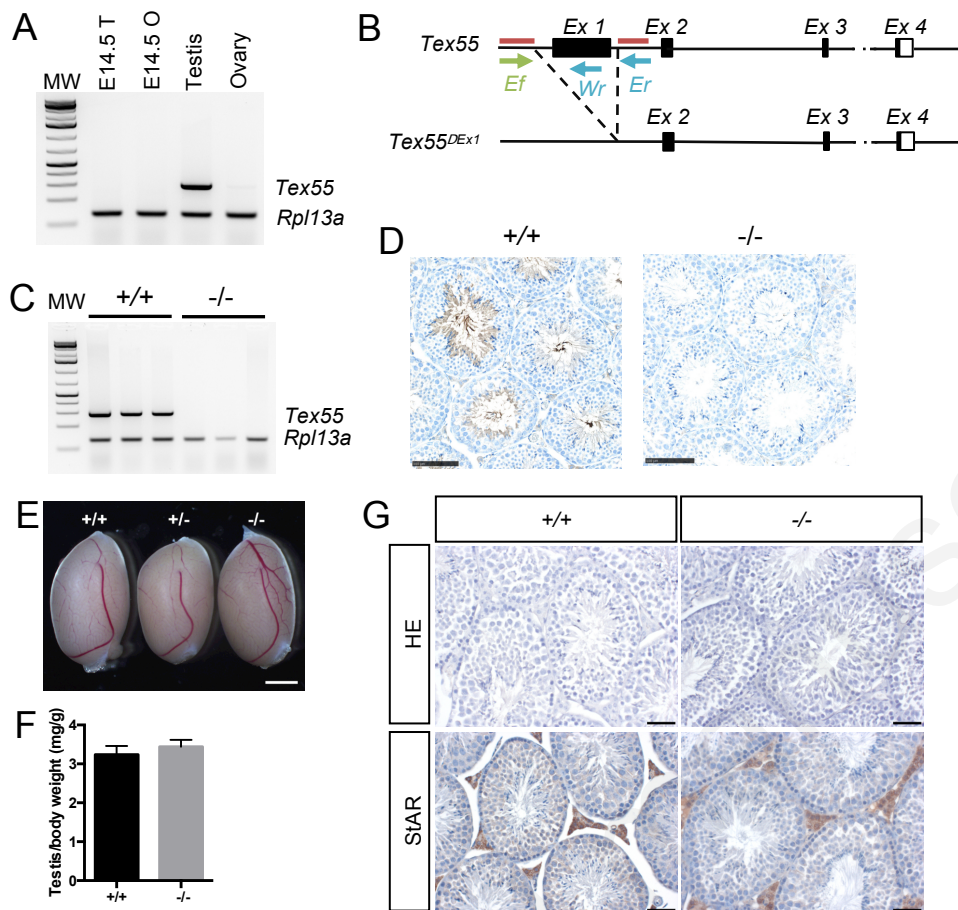 A
MW
E14.5 T
E14.5 O
Testis
Ovary
Tex55
Rpl13a
B
Tex55
Ex 1
Ex 2
Ex 3
Ex 4
Ef
Wr
Er
Tex55DEx1
Ex 2
Ex 3
Ex 4
C
MW
+/+
-/-
Tex55
Rpl13a
D
+/+
-/-
E
+/+
+/-
-/-
F
Testis/body weight (mg/g)
4
3
2
1
0
+/+
-/-
G
+/+
-/-
HE
StAR